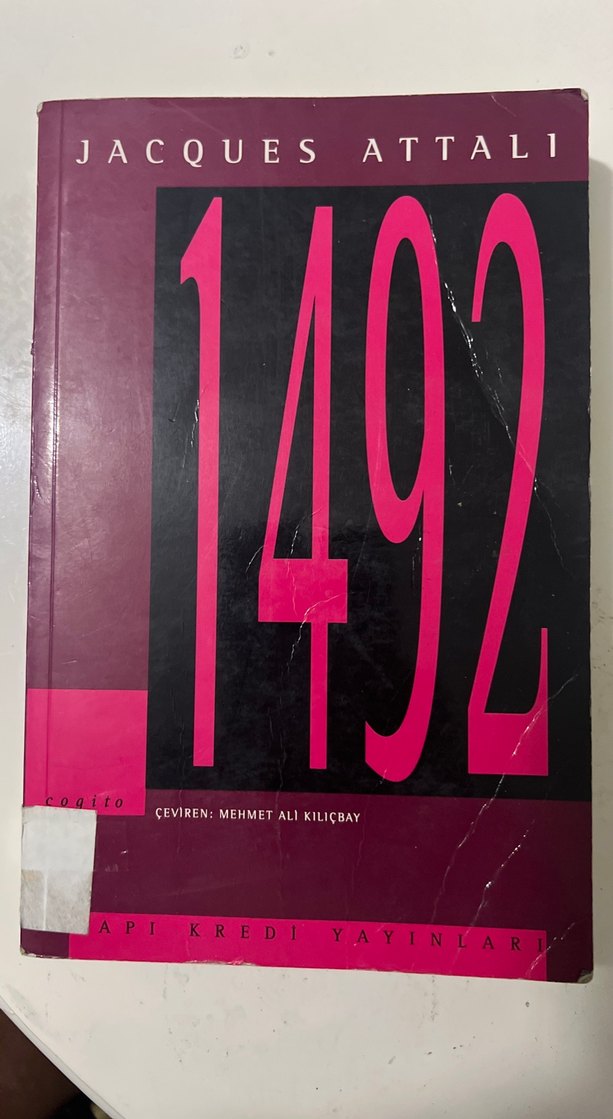 JACQUES ATTALI
1492
cogito
ÇEVİREN: MEHMET ALİ KILIÇBAY
API KREDİ YAYINLARI